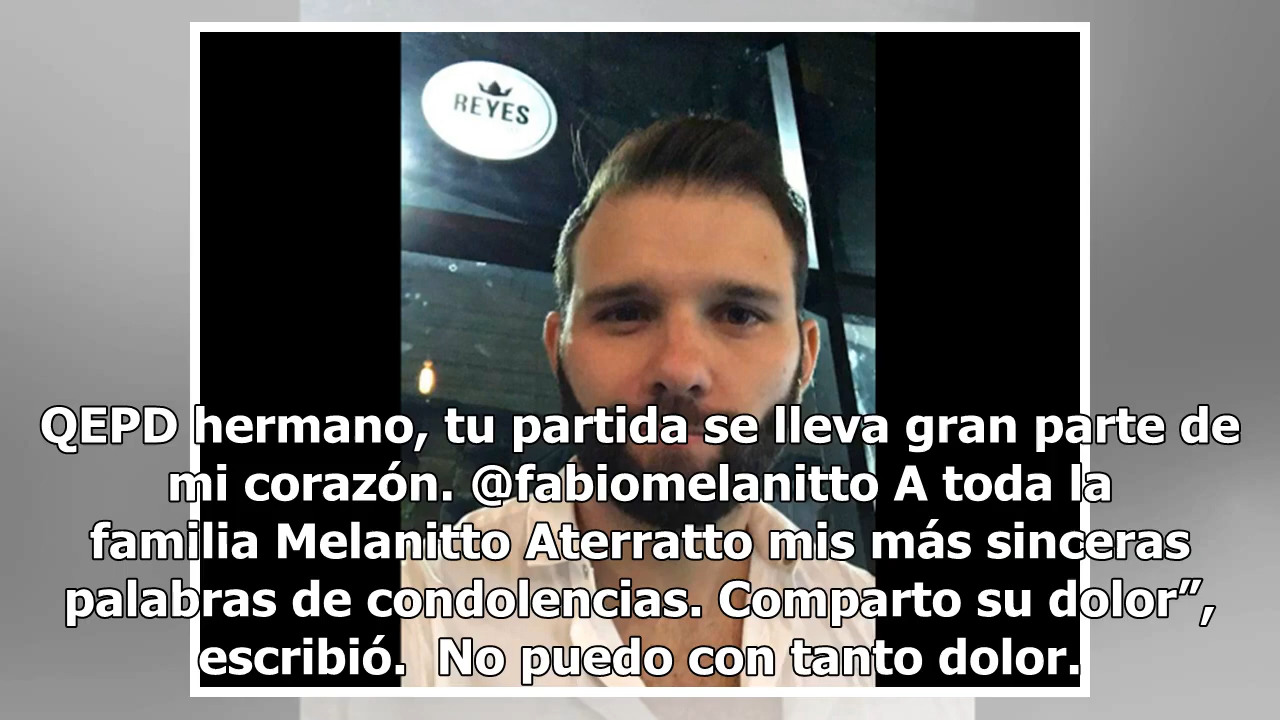 REYES
QEPD hermano, tu partida se lleva gran parte de
mi corazón. @fabiomelanitto A toda la
familia Melanitto Aterratto mis más sinceras
palabras de condolencias. Comparto su dolor”,
escribió.  No puedo con tanto dolor.